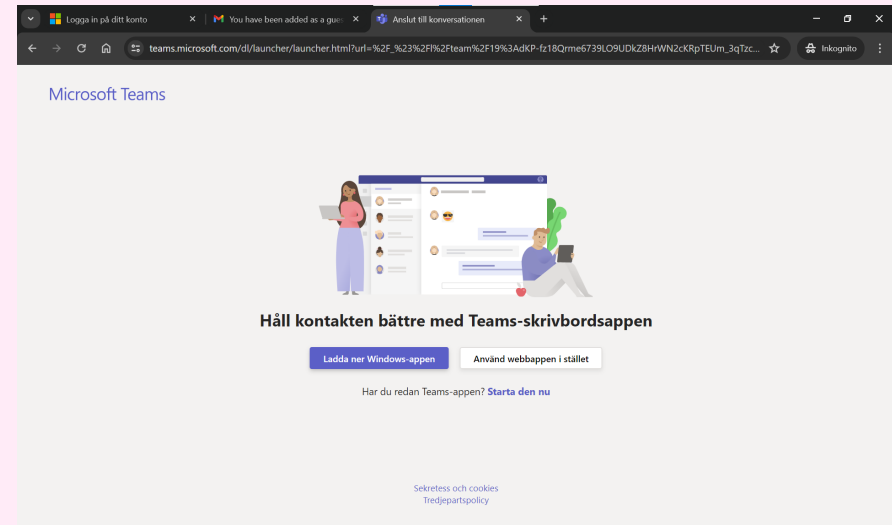 Logga in på ditt konto
You have been added as a gues
Anslut till konversationen
teams.microsoft.com/dl/launcher/launcher.html?url=%2F_%23%2Fl%2Fteam%2F19%3AdKP-fz18Qrme6739LO9UDkZ8HrWN2cKRpTEUm_3qTzc...
Inkognito
Microsoft Teams
Håll kontakten bättre med Teams-skrivbordsappen
Ladda ner Windows-appen
Använd webbappen i stället
Har du redan Teams-appen? Starta den nu
Sekretess och cookies
Tredjepartspolicy